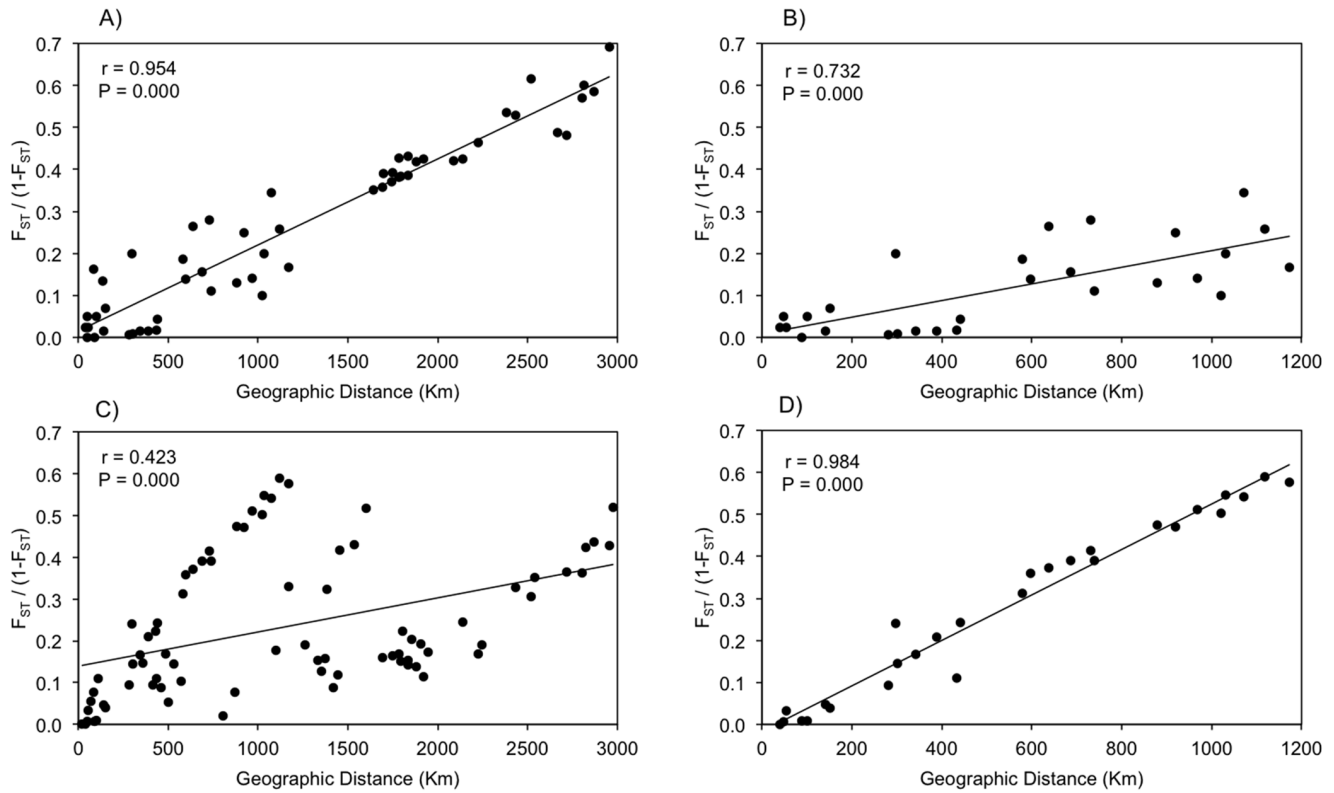 A)
r = 0.954
P = 0.000
0.7
0.6
0.5
0.4
0.3
0.2
0.1
0.0
FST / (1-FST)
0 500 1000 1500 2000 2500 3000
Geographic Distance (Km)
B)
r = 0.732
P = 0.000
0.7
0.6
0.5
0.4
0.3
0.2
0.1
0.0
FST / (1-FST)
0 200 400 600 800 1000 1200
Geographic Distance (Km)
C)
r = 0.423
P = 0.000
0.7
0.6
0.5
0.4
0.3
0.2
0.1
0.0
FST / (1-FST)
0 500 1000 1500 2000 2500 3000
Geographic Distance (Km)
D)
r = 0.984
P = 0.000
0.7
0.6
0.5
0.4
0.3
0.2
0.1
0.0
FST / (1-FST)
0 200 400 600 800 1000 1200
Geographic Distance (Km)